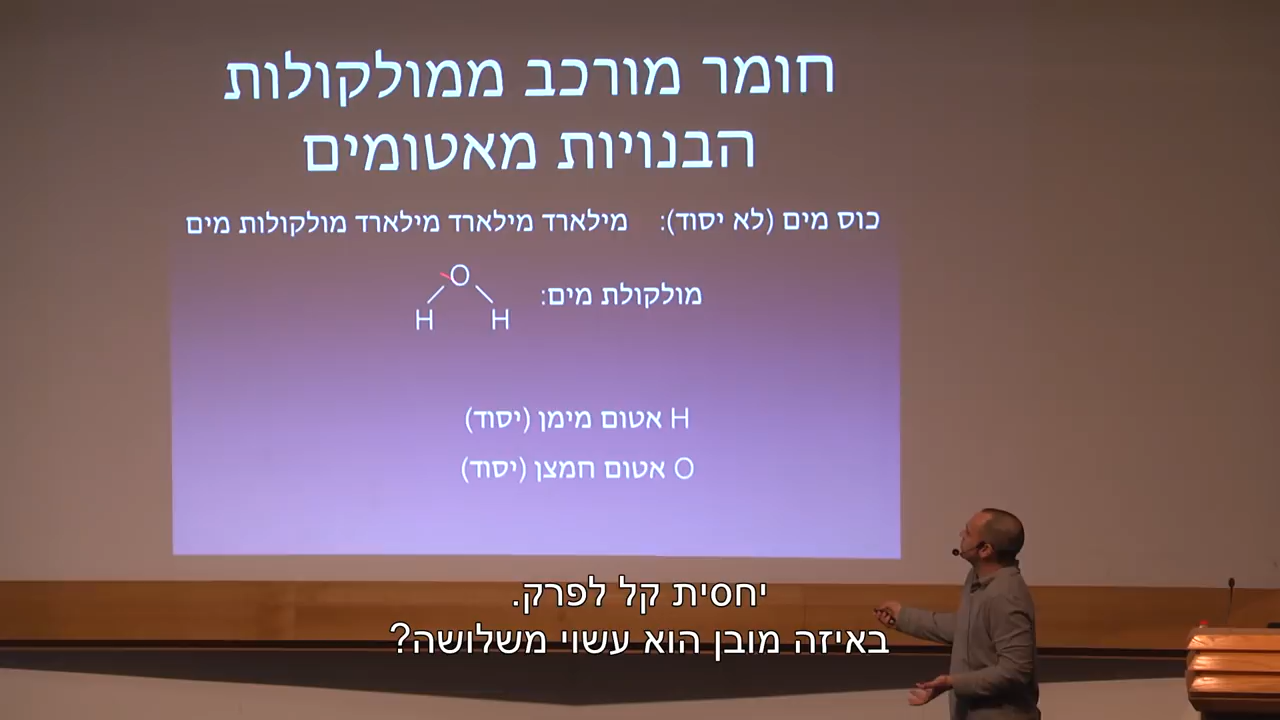 חומר מורכב ממולקולות
הבנויות מאטומים
כוס מים (לא יסוד): מילארד מילארד מילארד מולקולות מים
מולקולת מים:
O
H H
H אטום מימן (יסוד)
O אטום חמצן (יסוד)
יחסית קל לפרק.
באיזה מובן הוא עשוי משלושה?